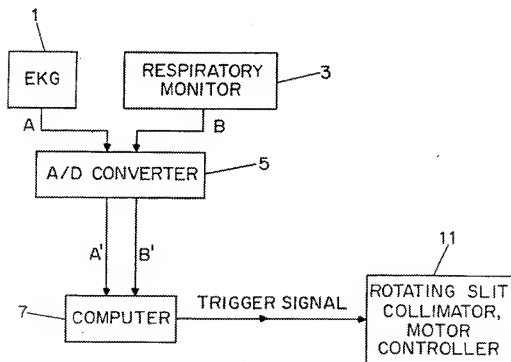 1
EKG
RESPIRATORY
MONITOR
3
A
B
A/D CONVERTER
5
A'
B'
7
COMPUTER
TRIGGER SIGNAL
11
ROTATING SLIT
COLLIMATOR,
MOTOR
CONTROLLER